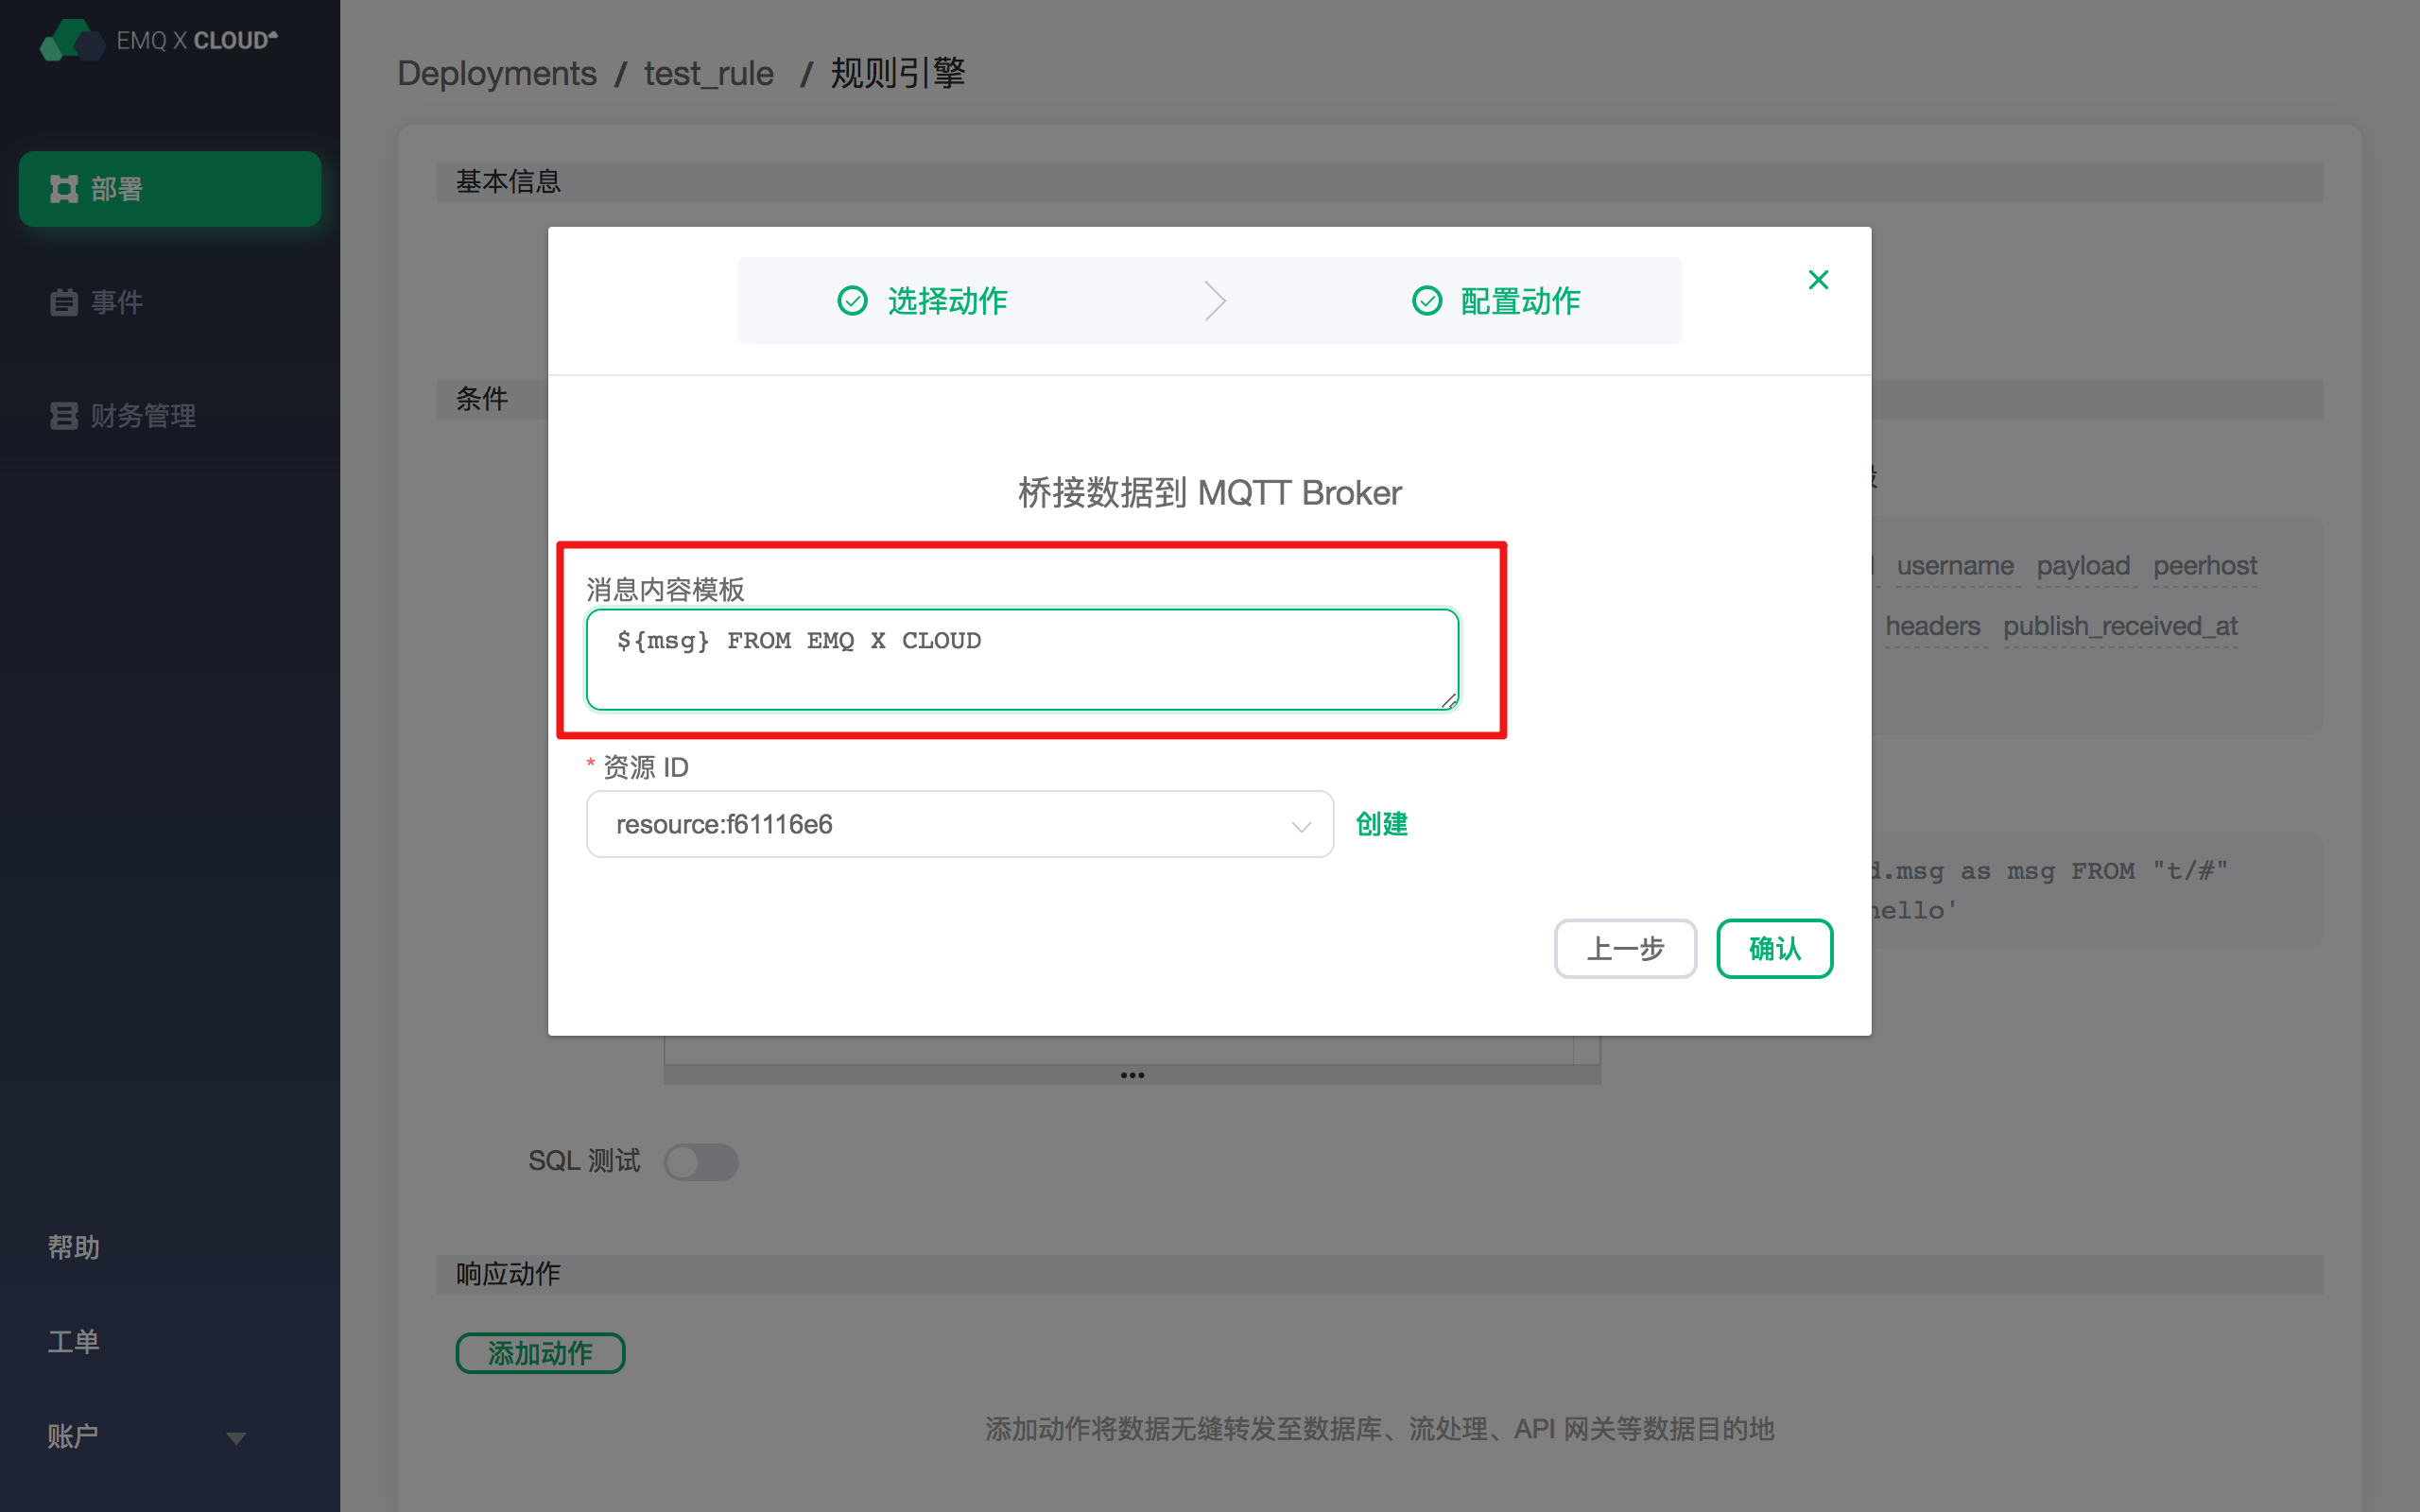 EMQ X CLOUD
部署
事件
财务管理
帮助
工单
账户
Deployments / test_rule / 规则引擎
基本信息
条件
选择动作
配置动作
桥接数据到 MQTT Broker
消息内容模板
${msg} FROM EMQ X CLOUD
* 资源 ID
resource:f61116e6
创建
上一步
确认
username payload peerhost
headers publish_received_at
.msg as msg FROM "t/#"
hello'
SQL 测试
响应动作
添加动作
添加动作将数据无缝转发至数据库、流处理、API 网关等数据目的地